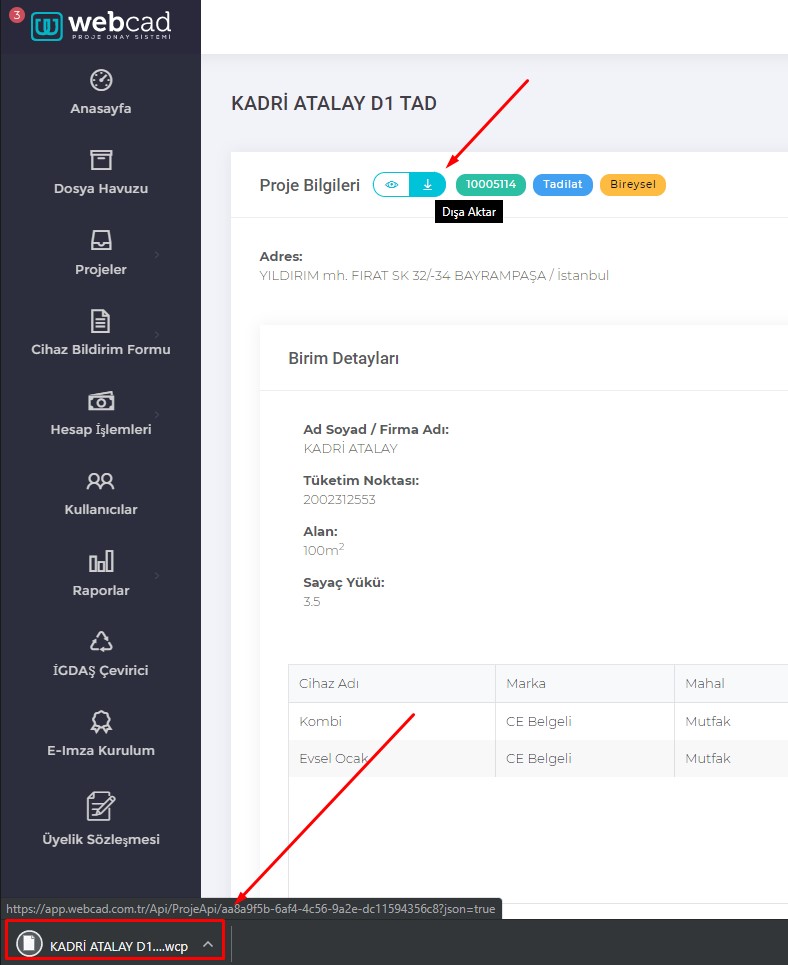 3
webcad
PROJE ONAY SİSTEMİ
Anasayfa
Dosya Havuzu
Projeler
Cihaz Bildirim Formu
Hesap İşlemleri
Kullanıcılar
Raporlar
İGDAŞ Çevirici
E-Imza Kurulum
Üyelik Sözleşmesi
KADRİ ATALAY D1 TAD
Proje Bilgileri 10005114 Tadilat Bireysel
Dışa Aktar
Adres:
YILDIRIM mh. FIRAT SK 32/-34 BAYRAMPAŞA / İstanbul
Birim Detayları
Ad Soyad / Firma Adı:
KADRİ ATALAY
Tüketim Noktası:
2002312553
Alan:
100m²
Sayaç Yükü:
3.5
Cihaz Adı Marka Mahal
Kombi CE Belgeli Mutfak
Evsel Ocak CE Belgeli Mutfak
https://app.webcad.com.tr/Api/ProjeApi/aa8a9f5b-6af4-4c56-9a2e-dc11594356c8?json=true
KADRİ ATALAY D1....wcp